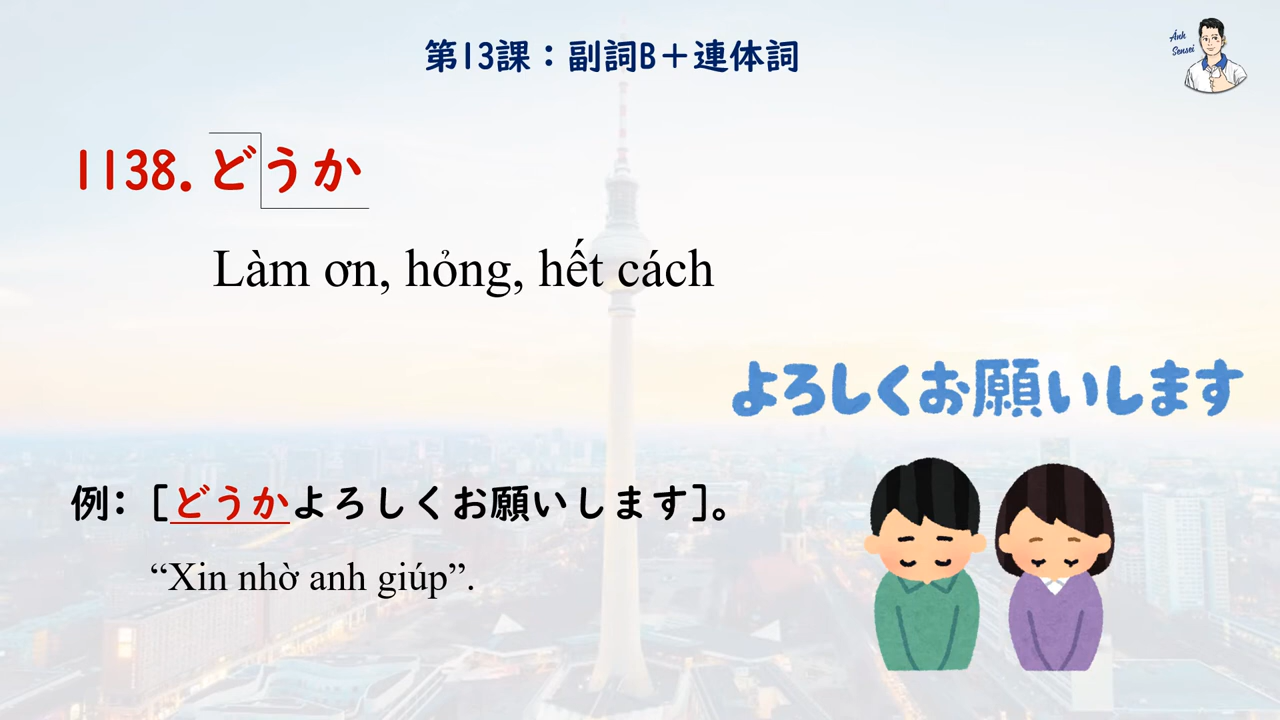 第13課：副詞B＋連体詞
Ánh
Sensei
1138. どうか
Làm ơn, hỏng, hết cách
よろしくお願いします
例:［どうかよろしくお願いします］。
“Xin nhờ anh giúp”.